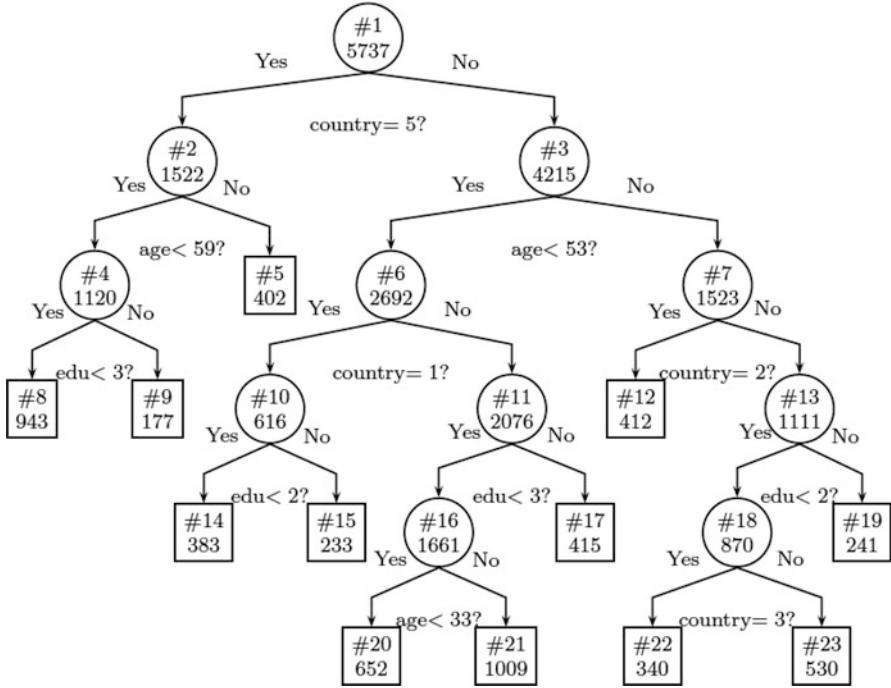 #1
5737
Yes No
country= 5?
#2
1522
#3
4215
Yes No
Yes No
age< 59?
age< 53?
#4
1120
#5
402
#6
2692
#7
1523
Yes No
Yes No
Yes No
edu< 3?
country= 1?
country= 2?
#8
943
#9
177
#10
616
#11
2076
#12
412
#13
1111
Yes No
Yes No
Yes No
edu< 2?
edu< 3?
edu< 2?
#14
383
#15
233
#16
1661
#17
415
#18
870
#19
241
Yes No
Yes No
age< 33?
country= 3?
#20
652
#21
1009
#22
340
#23
530